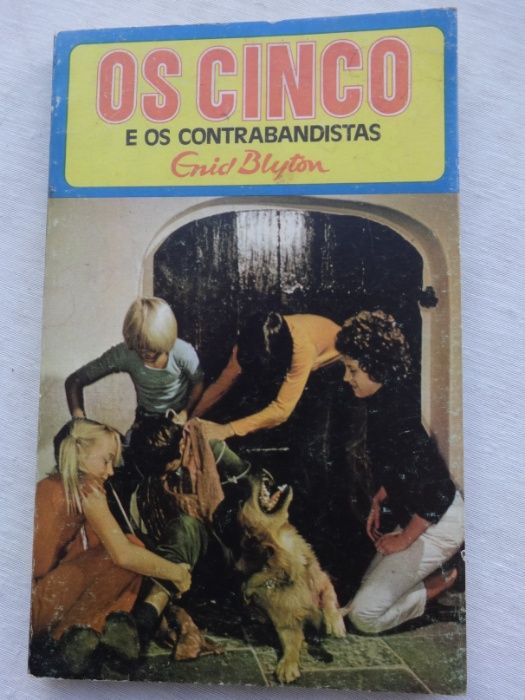 OS CINCO
E OS CONTRABANDISTAS
Enid Blyton